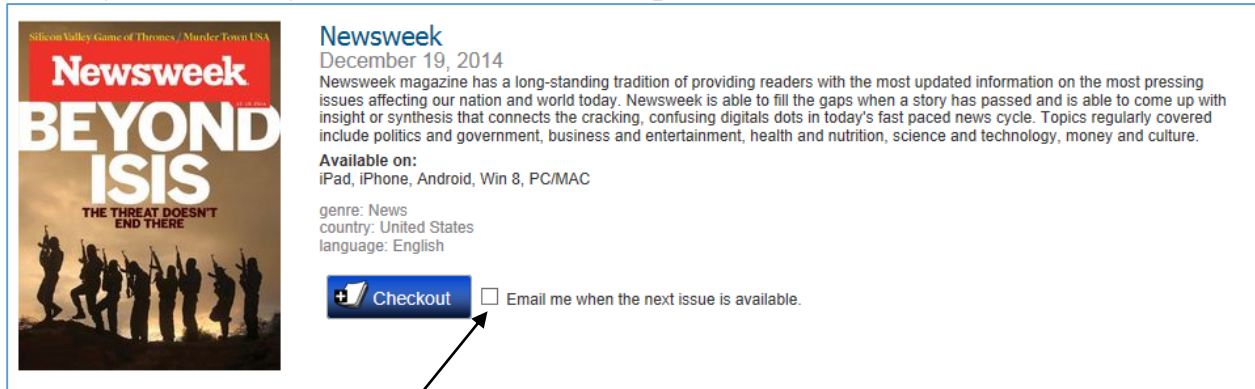 Silicon Valley Game of Thrones / Murder Town USA
Newsweek
12.19.2014
BEYOND
ISIS
THE THREAT DOESN'T
END THERE
Newsweek
December 19, 2014
Newsweek magazine has a long-standing tradition of providing readers with the most updated information on the most pressing
issues affecting our nation and world today. Newsweek is able to fill the gaps when a story has passed and is able to come up with
insight or synthesis that connects the cracking, confusing digitals dots in today's fast paced news cycle. Topics regularly covered
include politics and government, business and entertainment, health and nutrition, science and technology, money and culture.
Available on:
iPad, iPhone, Android, Win 8, PC/MAC
genre: News
country: United States
language: English
Checkout
Email me when the next issue is available.